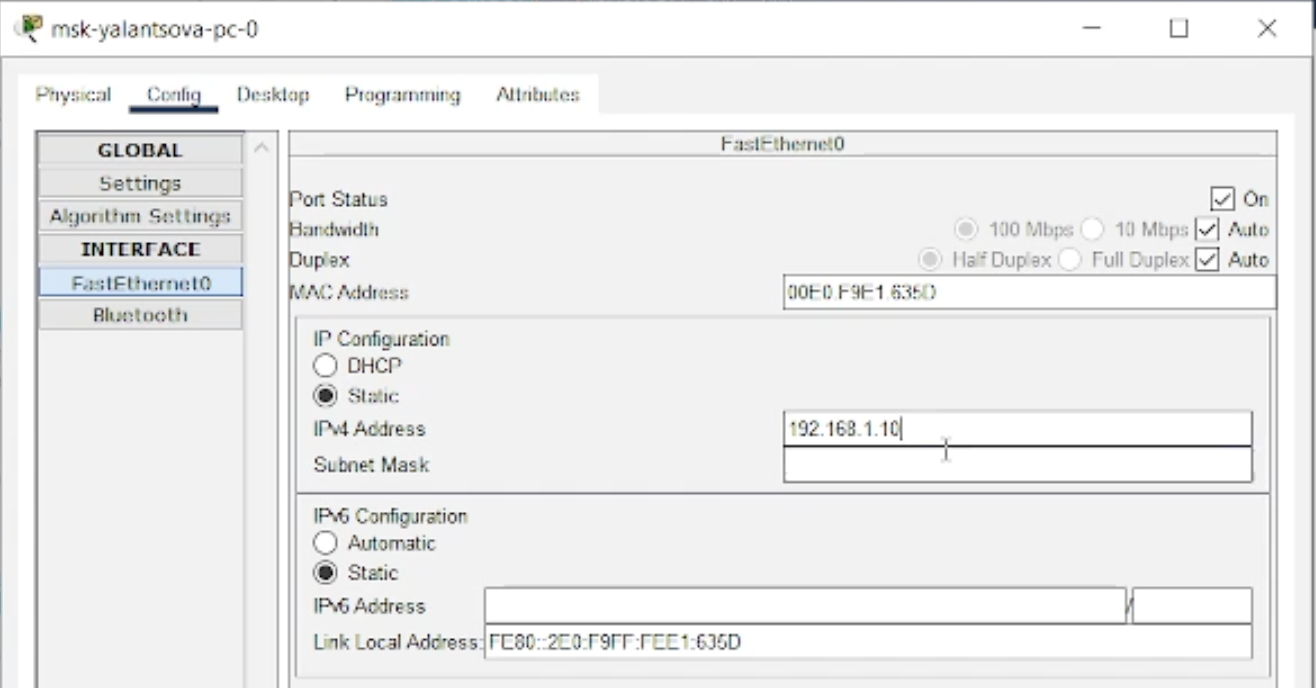 msk-yalantsova-pc-0
Physical Config Desktop Programming Attributes
GLOBAL
Settings
Algorithm Settings
INTERFACE
FastEthernet0
Bluetooth
FastEthernet0
Port Status On
Bandwidth 100 Mbps 10 Mbps Auto
Duplex Half Duplex Full Duplex Auto
MAC Address 00E0.F9E1.635D
IP Configuration
DHCP
Static
IPv4 Address 192.168.1.10
Subnet Mask
IPv6 Configuration
Automatic
Static
IPv6 Address /
Link Local Address: FE80::2E0:F9FF:FEE1:635D